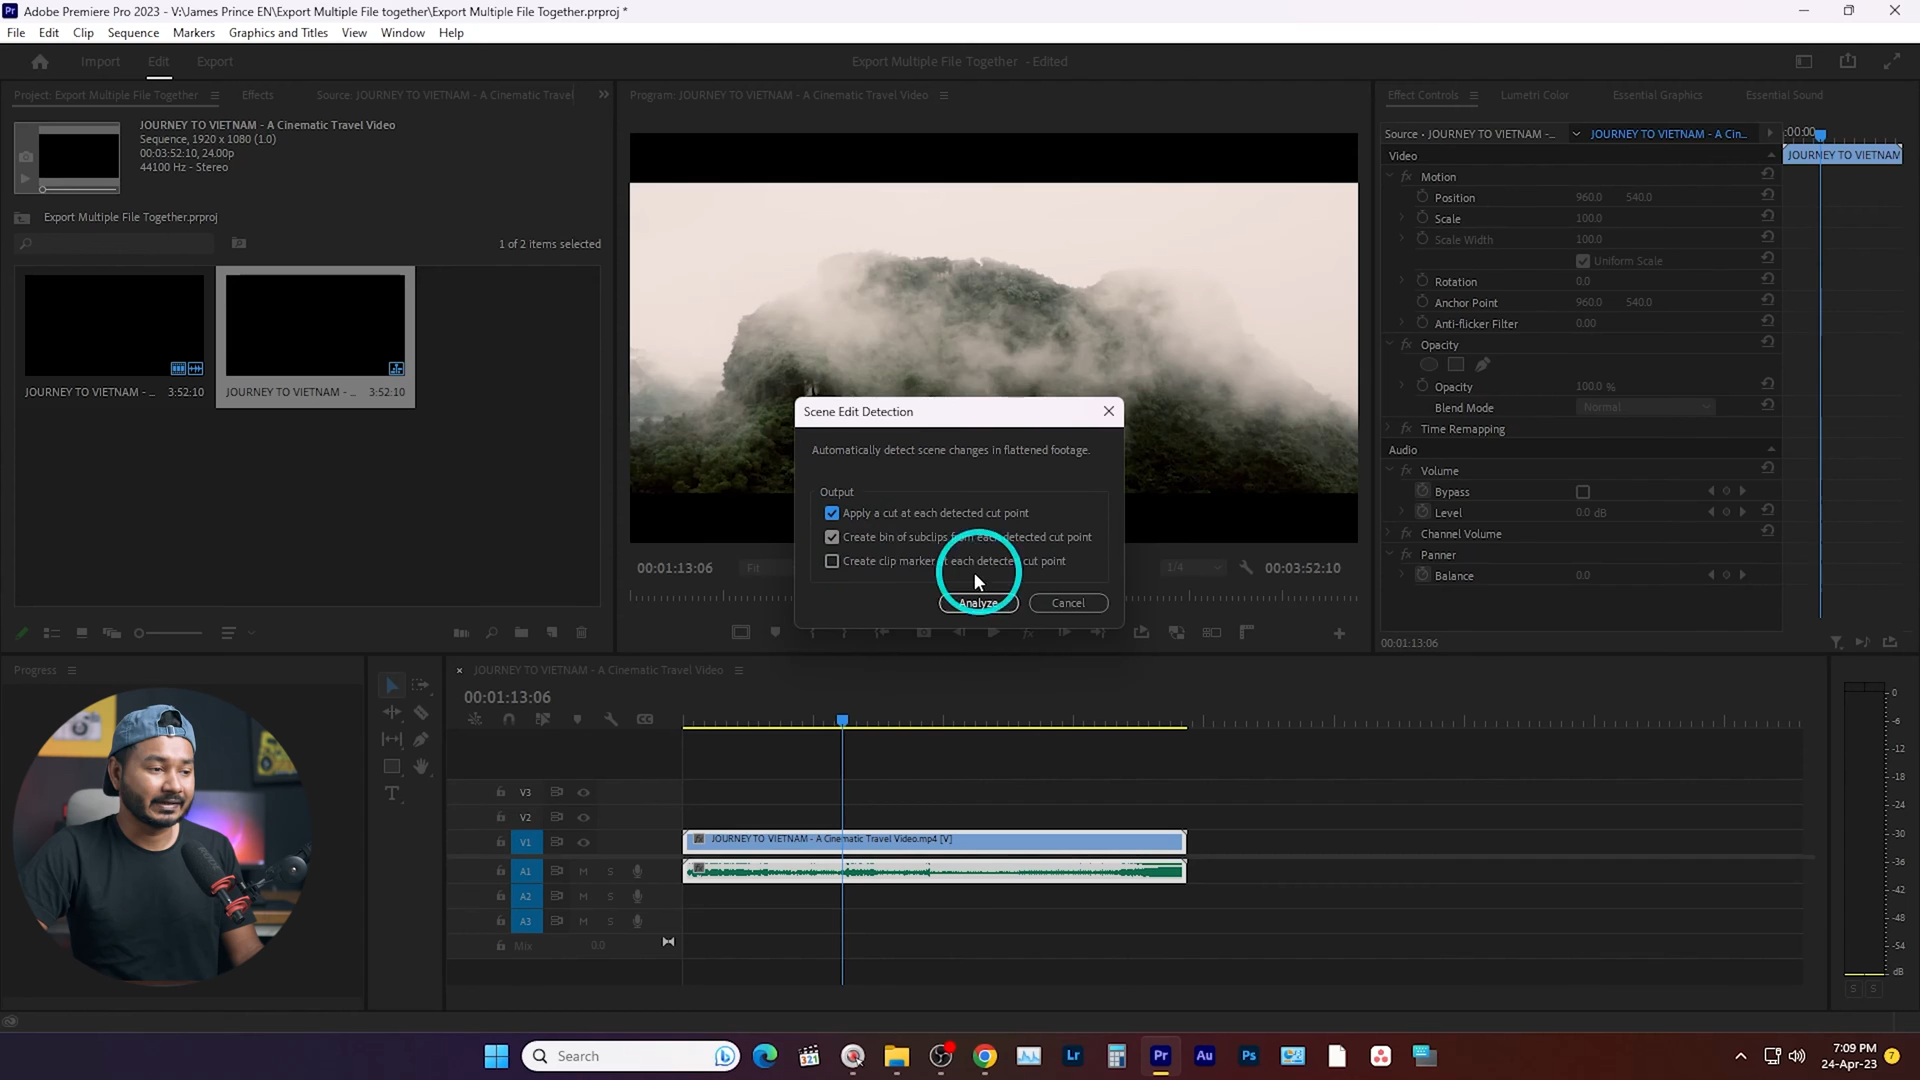 Adobe Premiere Pro 2023 - V:\James Prince EN\Export Multiple File together\Export Multiple File Together.prproj *
File Edit Clip Sequence Markers Graphics and Titles View Window Help
Import Edit Export
Export Multiple File Together - Edited
Project: Export Multiple File Together
Effects
Source: JOURNEY TO VIETNAM - A Cinematic Travel
JOURNEY TO VIETNAM - A Cinematic Travel Video
Sequence, 1920 x 1080 (1.0)
00:03:52:10, 24.00p
44100 Hz - Stereo
Export Multiple File Together.prproj
1 of 2 items selected
JOURNEY TO VIETNAM - ... 3:52:10
JOURNEY TO VIETNAM - ... 3:52:10
Program: JOURNEY TO VIETNAM - A Cinematic Travel Video
00:01:13:06
Fit
1/4
00:03:52:10
Scene Edit Detection
Automatically detect scene changes in flattened footage.
Output
Apply a cut at each detected cut point
Create bin of subclips from each detected cut point
Create clip marker at each detected cut point
Analyze
Cancel
Effect Controls
Lumetri Color
Essential Graphics
Essential Sound
Source • JOURNEY TO VIETNAM -...
JOURNEY TO VIETNAM - A Cin...
:00:00
JOURNEY TO VIETNAM
Video
fx Motion
Position 960.0 540.0
Scale 100.0
Scale Width 100.0
Uniform Scale
Rotation 0.0
Anchor Point 960.0 540.0
Anti-flicker Filter 0.00
fx Opacity
Opacity 100.0 %
Blend Mode Normal
fx Time Remapping
Audio
fx Volume
Bypass
Level 0.0 dB
fx Channel Volume
fx Panner
Balance 0.0
00:01:13:06
Progress
JOURNEY TO VIETNAM - A Cinematic Travel Video
00:01:13:06
V3
V2
V1
JOURNEY TO VIETNAM - A Cinematic Travel Video.mp4 [V]
A1 M S
A2 M S
A3 M S
Mix 0.0
0
-6
-12
-18
-24
-30
-36
-42
-48
-54
dB
S S
Search
321
Lr
Pr
Au
Ps
7:09 PM
24-Apr-23
7